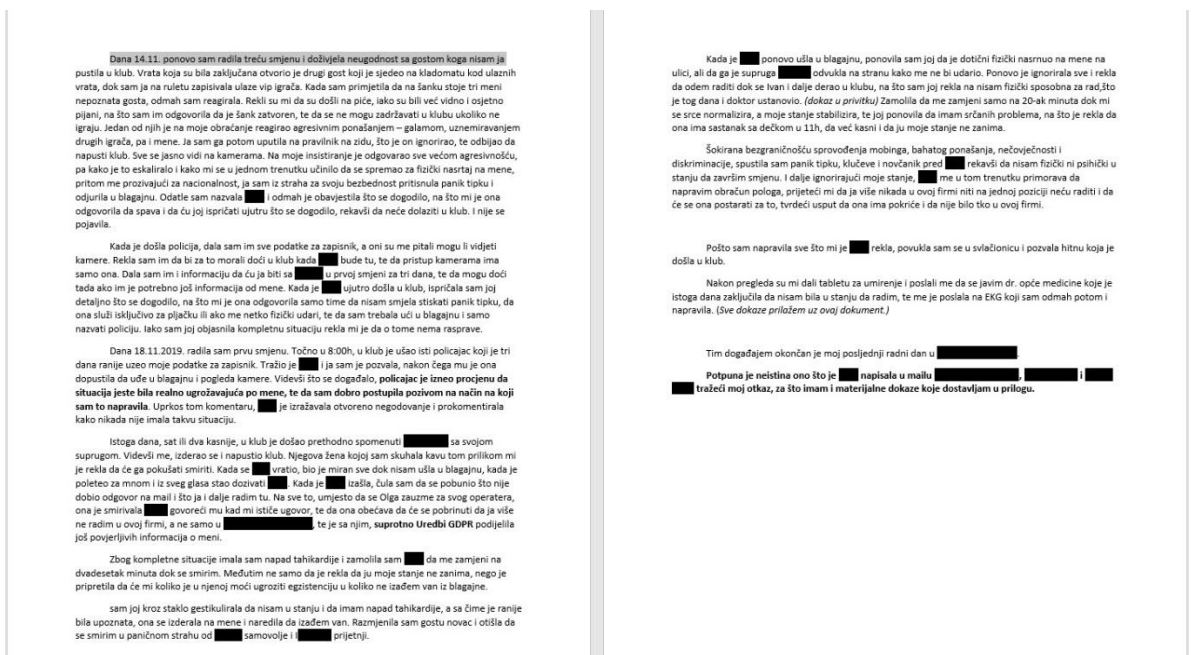 Dana 14.11. ponovo sam radila treću smjenu i doživjela neugodnost sa gostom koga nisam ja
pustila u klub. Vrata koja su bila zaključana otvorio je drugi gost koji je sjedeo na kladomatu kod ulaznih
vrata, dok sam ja na ruletu zapisivala ulaze vip igrača. Kada sam primjetila da na šanku stoje tri meni
nepoznata gosta, odmah sam reagirala. Rekli su mi da su došli na piće, iako su bili već vidno i osjetno
pijani, na što sam im odgovorila da je šank zatvoren, te da se ne mogu zadržavati u klubu ukoliko ne
igraju. Jedan od njih je na moje obraćanje reagirao agresivnim ponašanjem – galamom, uznemiravanjem
drugih igrača, pa i mene. Ja sam ga potom uputila na pravilnik na zidu, što je on ignorirao, te odbijao da
napusti klub. Sve se jasno vidi na kamerama. Na moje insistiranje je odgovarao sve većom agresivnošću,
pa kako je to eskaliralo i kako mi se u jednom trenutku učinilo da se spremao za fizički nasrtaj na mene,
pritom me prozivajući za nacionalnost, ja sam iz straha za svoju bezbednost pritisnula panik tipku i
odjurila u blagajnu. Odatle sam nazvala i odmah je obavjestila što se dogodilo, na što mi je ona
odgovorila da spava i da ću joj ispričati ujutru što se dogodilo, rekavši da neće dolaziti u klub. I nije se
pojavila.
Kada je došla policija, dala sam im sve podatke za zapisnik, a oni su me pitali mogu li vidjeti
kamere. Rekla sam im da bi za to morali doći u klub kada bude tu, te da pristup kamerama ima
samo ona. Dala sam im i informaciju da ću ja biti sa u prvoj smjeni za tri dana, te da mogu doći
tada ako im je potrebno još informacija od mene. Kada je ujutro došla u klub, ispričala sam joj
detaljno što se dogodilo, na što mi je ona odgovorila samo time da nisam smjela stiskati panik tipku, da
ona služi isključivo za pljačku ili ako me netko fizički udari, te da sam trebala ući u blagajnu i samo
nazvati policiju. Iako sam joj objasnila kompletnu situaciju rekla mi je da o tome nema rasprave.
Dana 18.11.2019. radila sam prvu smjenu. Točno u 8:00h, u klub je ušao isti policajac koji je tri
dana ranije uzeo moje podatke za zapisnik. Tražio je i ja sam je pozvala, nakon čega mu je ona
dopustila da uđe u blagajnu i pogleda kamere. Videvši što se događalo, policajac je izneo procjenu da
situacija jeste bila realno ugrožavajuća po mene, te da sam dobro postupila pozivom na način na koji
sam to napravila. Uprkos tom komentaru, je izražavala otvoreno negodovanje i prokomentirala
kako nikada nije imala takvu situaciju.
Istoga dana, sat ili dva kasnije, u klub je došao prethodno spomenuti sa svojom
suprugom. Videvši me, izderao se i napustio klub. Njegova žena kojoj sam skuhala kavu tom prilikom mi
je rekla da će ga pokušati smiriti. Kada se vratio, bio je miran sve dok nisam ušla u blagajnu, kada je
poleteo za mnom i iz sveg glasa stao dozivati . Kada je izašla, čula sam da se pobunio što nije
dobio odgovor na mail i što ja i dalje radim tu. Na sve to, umjesto da se Olga zauzme za svog operatera,
ona je smirivala govoreći mu kad mi ističe ugovor, te da ona obećava da će se pobrinuti da ja više
ne radim u ovoj firmi, a ne samo u , te je sa njim, suprotno Uredbi GDPR podijelila
još povjerljivih informacija o meni.
Zbog kompletne situacije imala sam napad tahikardije i zamolila sam da me zamjeni na
dvadesetak minuta dok se smirim. Međutim ne samo da je rekla da ju moje stanje ne zanima, nego je
pripretila da će mi koliko je u njenoj moći ugroziti egzistenciju u koliko ne izađem van iz blagajne.
sam joj kroz staklo gestikulirala da nisam u stanju i da imam napad tahikardije, a sa čime je ranije
bila upoznata, ona se izderala na mene i naredila da izađem van. Razmjenila sam gostu novac i otišla da
se smirim u paničnom strahu od samovolje i prijetnji.
Kada je ponovo ušla u blagajnu, ponovila sam joj da je dotični fizički nasrnuo na mene na
ulici, ali da ga je supruga odvukla na stranu kako me ne bi udario. Ponovo je ignorirala sve i rekla
da odem raditi dok se Ivan i dalje derao u klubu, na što sam joj rekla da nisam fizički sposobna za rad,što
je tog dana i doktor ustanovio. (dokaz u privitku) Zamolila da me zamjeni samo na 20-ak minuta dok mi
se srce normalizira, a moje stanje stabilizira, te joj ponovila da imam srčanih problema, na što je rekla da
ona ima sastanak sa dečkom u 11h, da već kasni i da ju moje stanje ne zanima.
Šokirana bezgraničnošću sprovođenja mobinga, bahatog ponašanja, nečovječnosti i
diskriminacije, spustila sam panik tipku, ključeve i novčanik pred rekavši da nisam fizički ni psihički u
stanju da završim smjenu. I dalje ignorirajući moje stanje, me u tom trenutku primorava da
napravim obračun pologa, prijeteći mi da ja više nikada u ovoj firmi niti na jednoj poziciji neću raditi i da
će se ona postarati za to, tvrdeći usput da ona ima pokriće i da nije bilo tko u ovoj firmi.
Pošto sam napravila sve što mi je rekla, povukla sam se u svlačionicu i pozvala hitnu koja je
došla u klub.
Nakon pregleda su mi dali tabletu za umirenje i poslali me da se javim dr. opće medicine koje je
istoga dana zaključila da nisam bila u stanju da radim, te me je poslala na EKG koji sam odmah potom i
napravila. (Sve dokaze prilažem uz ovaj dokument.)
Tim događajem okončan je moj posljednji radni dan u .
Potpuna je neistina ono što je napisala u mailu , i
tražeći moj otkaz, za što imam i materijalne dokaze koje dostavljam u prilogu.